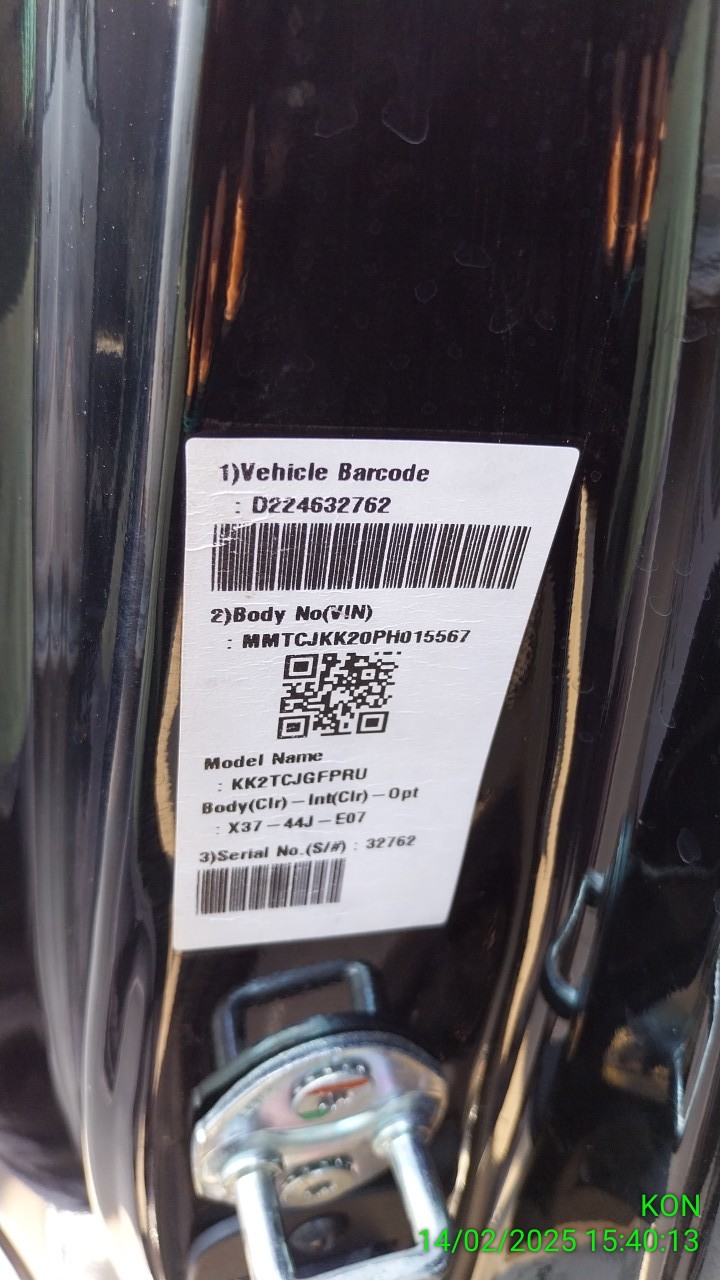 1)Vehicle Barcode
: D224632762
2)Body No(VIN)
: MMTCJKK20PH015567
Model Name
: KK2TCJGFPRU
Body(Clr)-Int(Clr)-Opt
: X37-44J-E07
3)Serial No.(S/#) : 32762
KON
14/02/2025 15:40:13